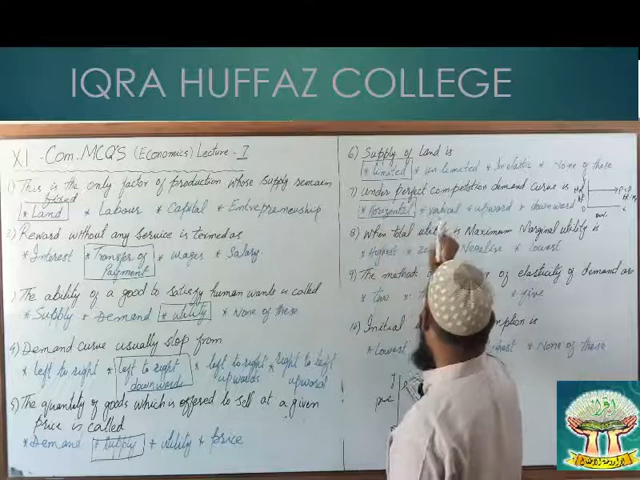 IQRA HUFFAZ COLLEGE
XI - Com. MCQ'S (Economics) Lecture - I
1) This is the only factor of production whose supply remain
fixed
* Land * Labour * Capital * Entrepreneurship
2) Reward without any service is termed as
* Interest * Transfer of * wages * Salary
Payment
3) The ability of a good to satisfy human wants is called
* Supply * Demand * utility * None of these
4) Demand curve usually slop from
* left to right * left to right * left to right * right to left
downwords upwards upward
5) The quantity of goods which is offered to sell at a given
price is called
* Demand * supply * utility * price
6) Supply of land is
* limited * un limited * In elastic * None of these
7) Under perfect competition demand curve is
* Horizontal * vertical * upward * downward
8) When total is Maximum Marginal utility is
* Highest Negative * lowest
9) The methods of elasticity of demand are
* Two * five
10) Initial is
* Lowest * None of these